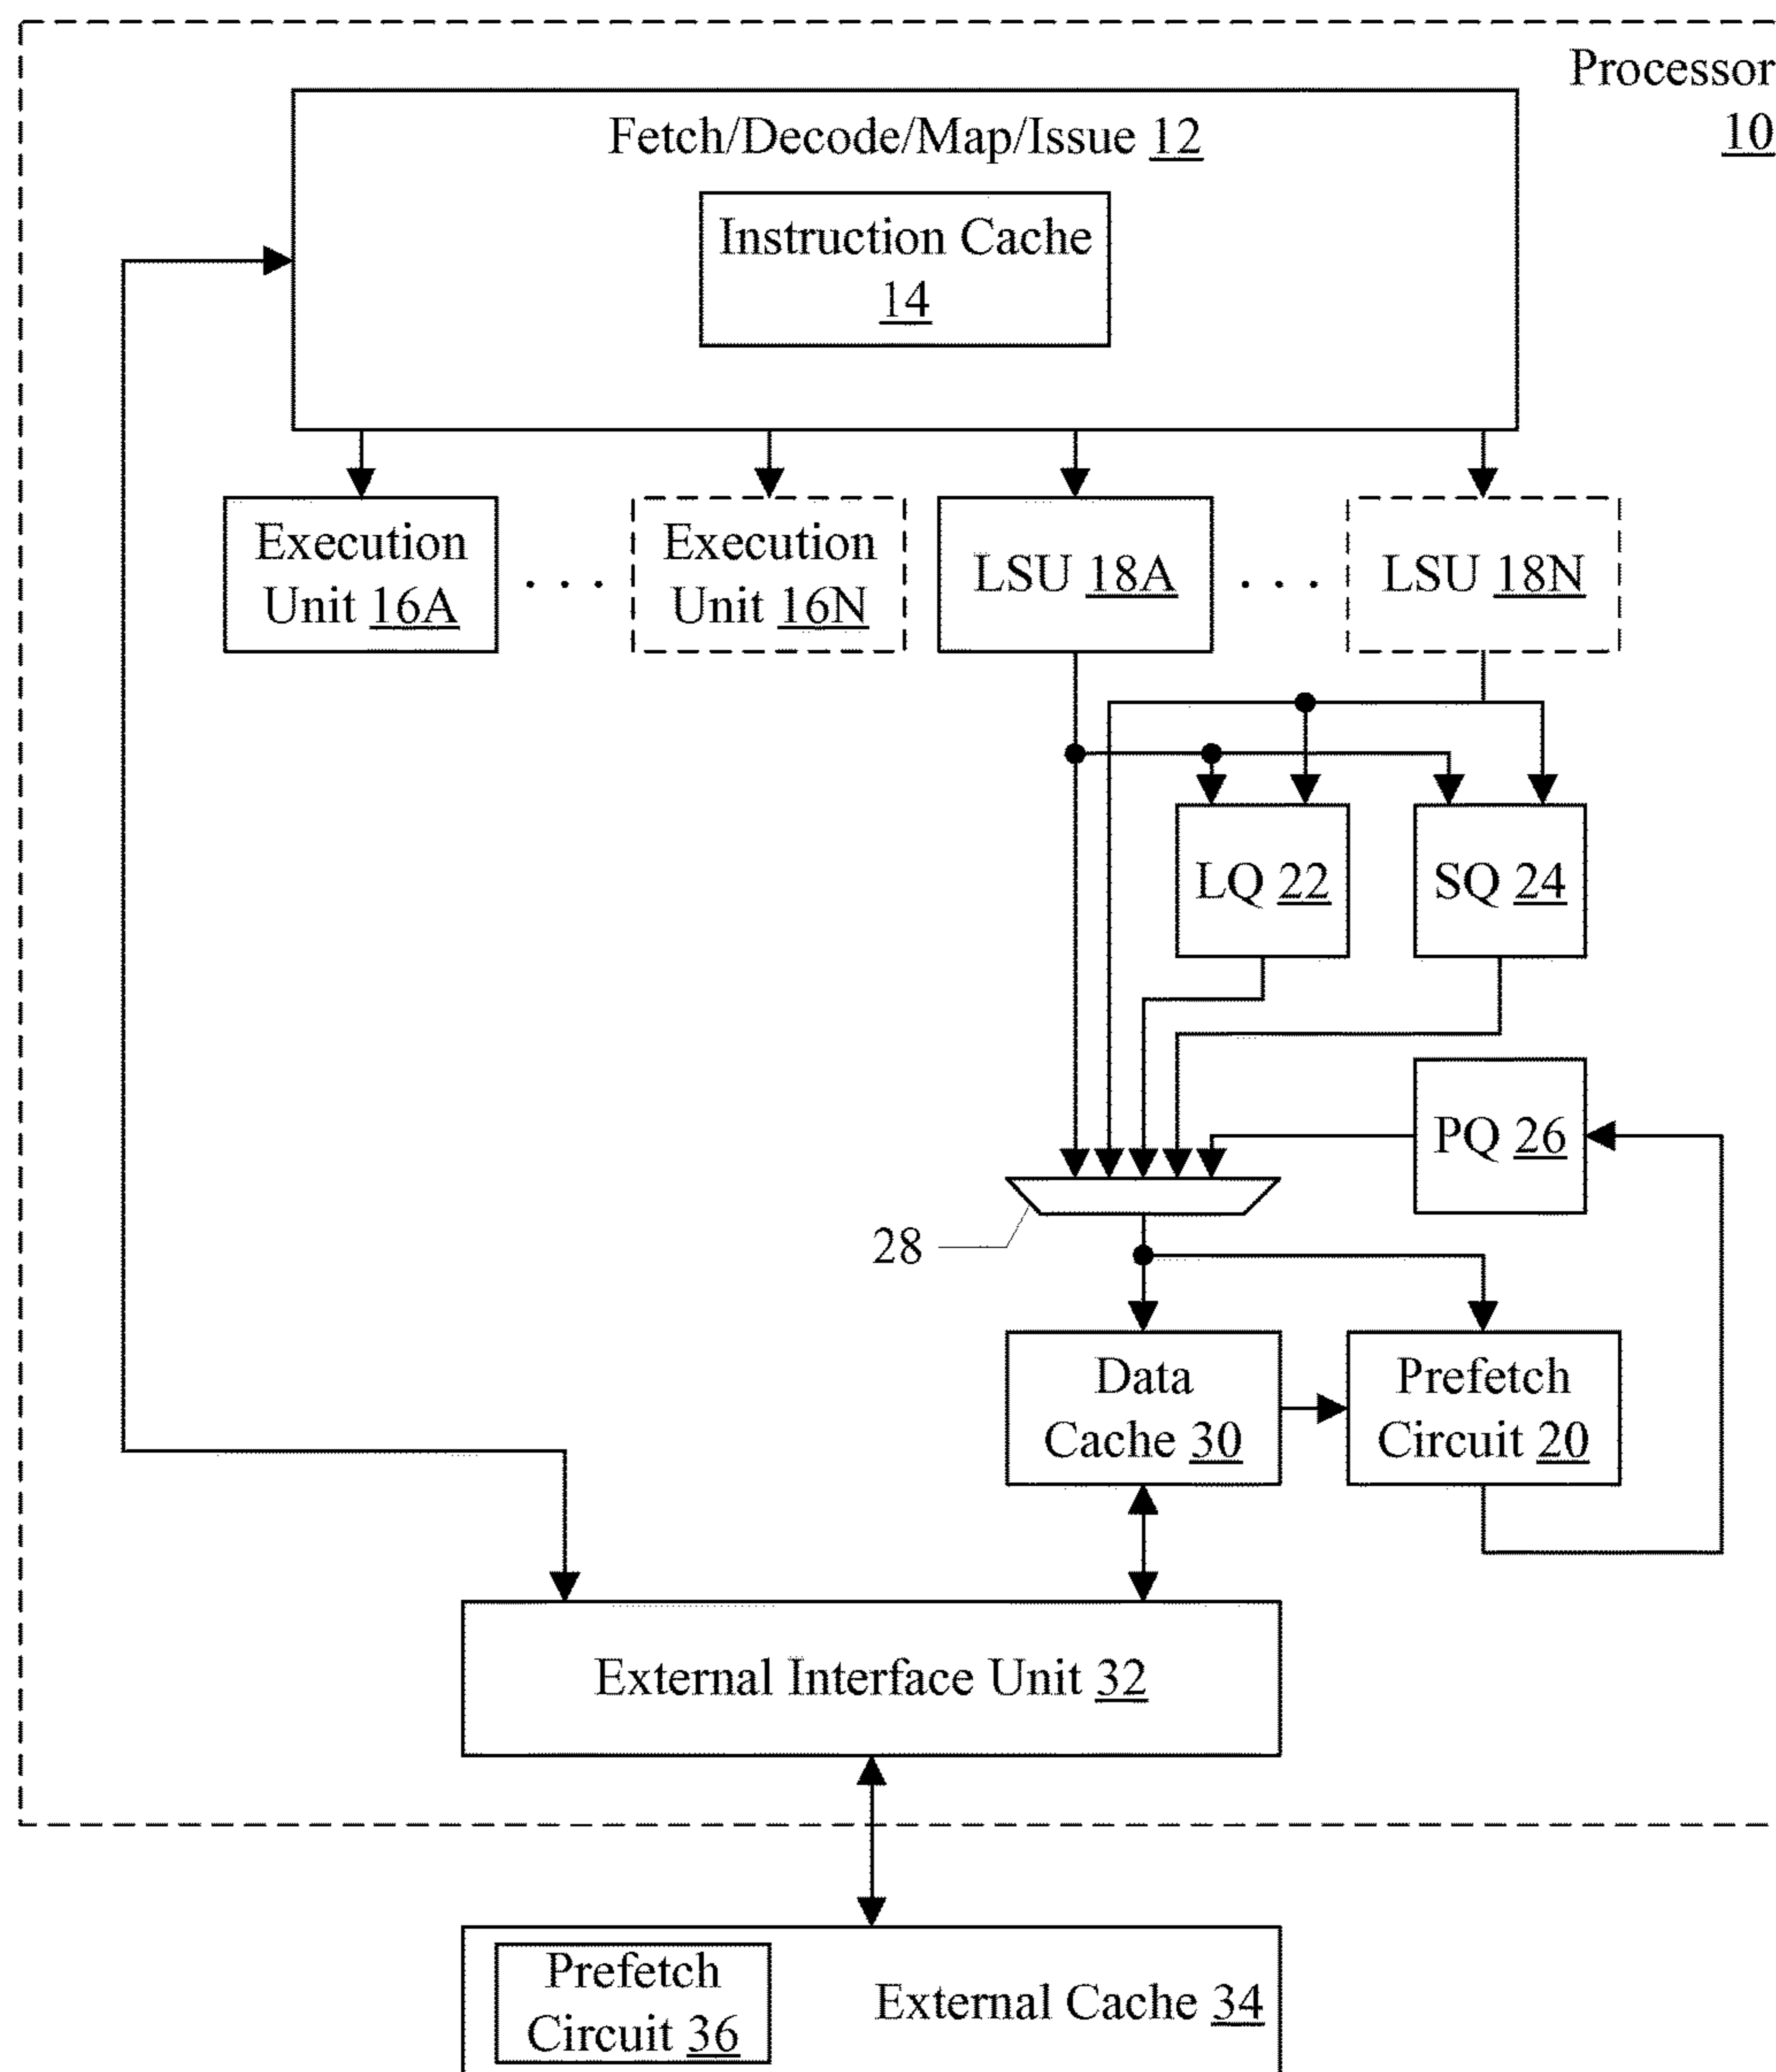 Processor
10
Fetch/Decode/Map/Issue 12
Instruction Cache
14
Execution
Unit 16A
. . .
Execution
Unit 16N
LSU 18A
. . .
LSU 18N
LQ 22
SQ 24
PQ 26
28
Data
Cache 30
Prefetch
Circuit 20
External Interface Unit 32
Prefetch
Circuit 36
External Cache 34